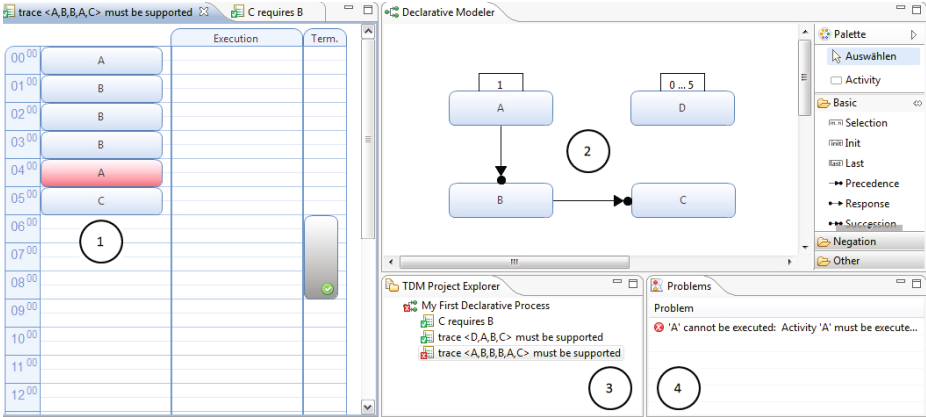 trace <A,B,B,A,C> must be supported
C requires B
Execution
Term.
00 00
A
01 00
B
02 00
B
03 00
B
04 00
A
05 00
C
06 00
07 00
08 00
09 00
10 00
11 00
12 00
1
Declarative Modeler
1
A
0 ... 5
D
2
B
C
Palette
Auswählen
Activity
Basic
Selection
init Init
last Last
Precedence
Response
Succession
Negation
Other
TDM Project Explorer
My First Declarative Process
C requires B
trace <D,A,B,C> must be supported
trace <A,B,B,B,A,C> must be supported
3
Problems
Problem
'A' cannot be executed: Activity 'A' must be execute...
4